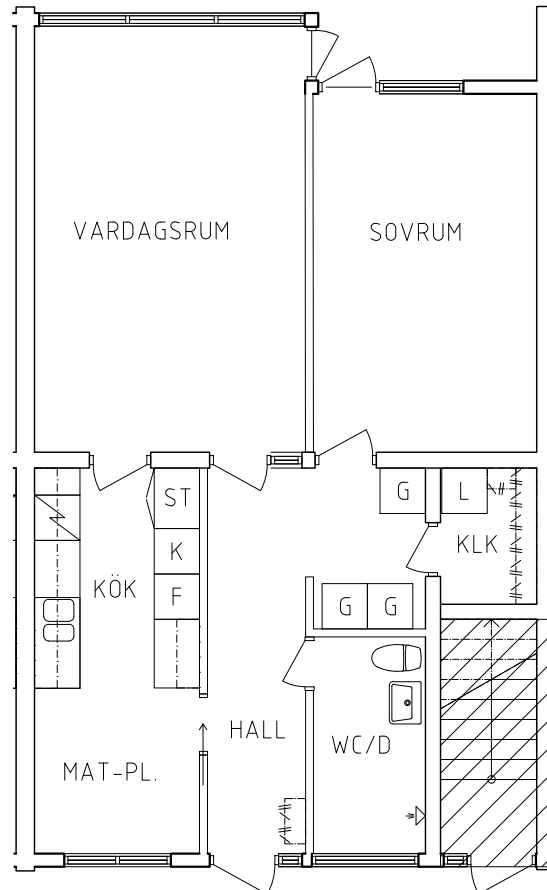 VARDAGSRUM
SOVRUM
ST
G
L
K
KLK
KÖK
F
G
G
HALL
WC/D
MAT-PL.